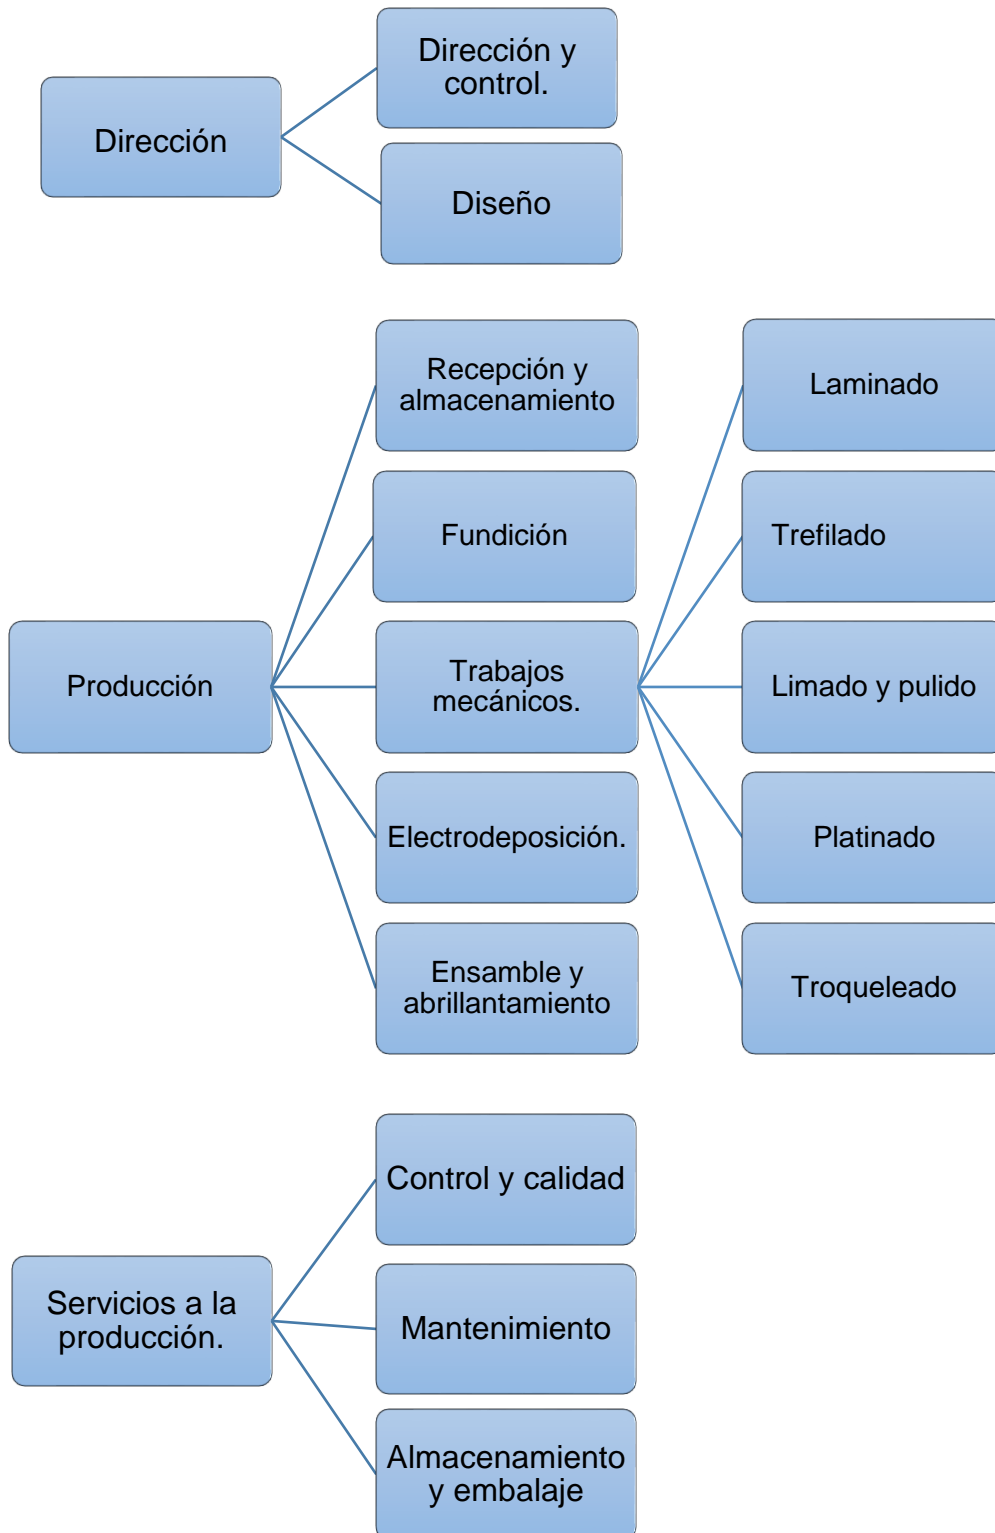 Dirección
Dirección y
control.
Diseño
Producción
Recepción y
almacenamiento
Fundición
Trabajos
mecánicos.
Electrodeposición.
Ensamble y
abrillantamiento
Laminado
Trefilado
Limado y pulido
Platinado
Troqueleado
Servicios a la
producción.
Control y calidad
Mantenimiento
Almacenamiento
y embalaje